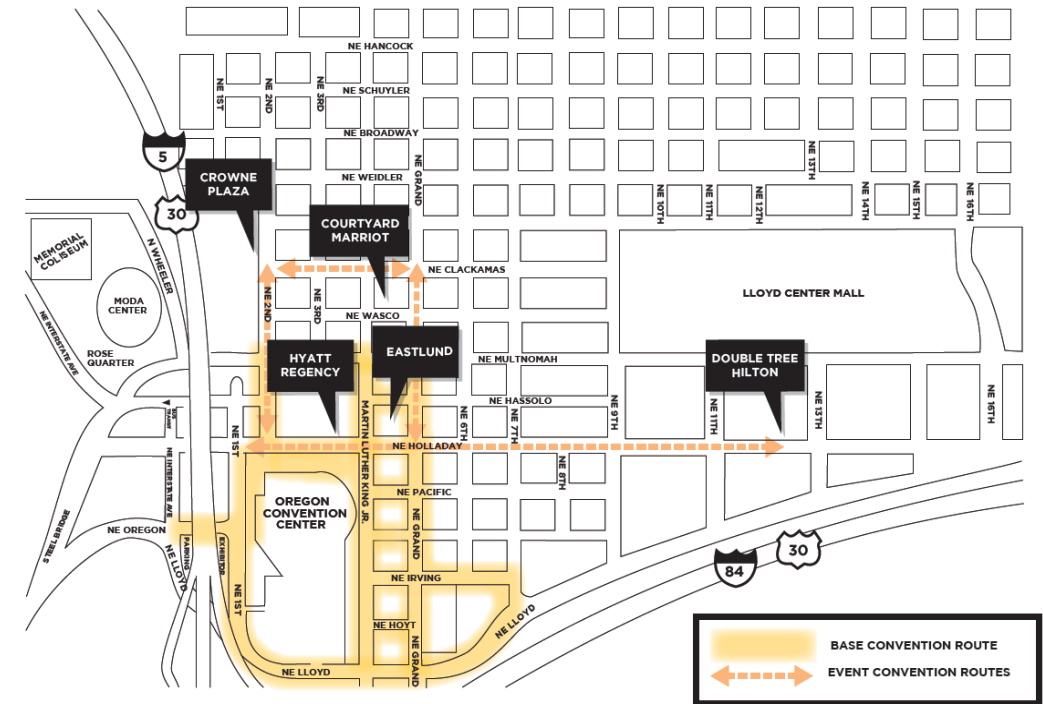 NE HANCOCK
NE 1ST
NE 2ND
NE 3RD
NE SCHUYLER
NE BROADWAY
5
NE GRAND
NE 13TH
CROWNE
PLAZA
NE WEIDLER
30
NE 10TH
NE 11TH
NE 12TH
NE 14TH
NE 15TH
NE 16TH
COURTYARD
MARRIOT
MEMORIAL
COLISEUM
N WHEELER
NE CLACKAMAS
MODA
CENTER
NE 2ND
NE 3RD
LLOYD CENTER MALL
NE WASCO
NE INTERSTATE AVE
ROSE
QUARTER
HYATT
REGENCY
EASTLUND
NE MULTNOMAH
DOUBLE TREE
HILTON
NE HASSOLO
BUS
TRANSIT
NE 1ST
MARTIN LUTHER KING JR.
NE 6TH
NE 7TH
NE 9TH
NE 11TH
NE 13TH
NE 16TH
NE HOLLADAY
NE INTERSTATE AVE
NE 8TH
NE PACIFIC
OREGON
CONVENTION
CENTER
NE GRAND
STEEL BRIDGE
NE OREGON
NE LLOYD
PARKING
EXHIBITOR
30
84
NE IRVING
NE 1ST
NE HOYT
NE LLOYD
NE GRAND
NE LLOYD
BASE CONVENTION ROUTE
EVENT CONVENTION ROUTES